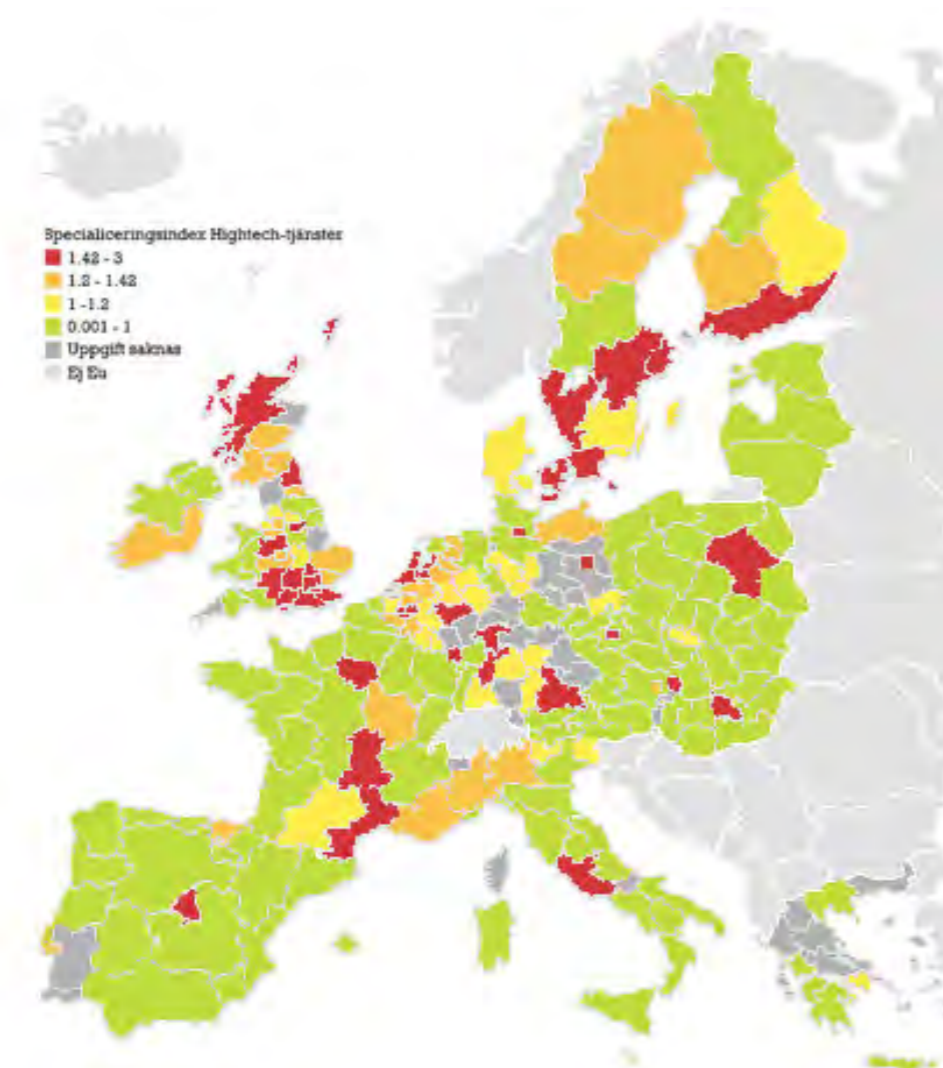 Specialiceringsindex Hightech-tjänster
1.42 - 3
1.2 - 1.42
1 -1.2
0.001 - 1
Uppgift saknas
Ej Eu